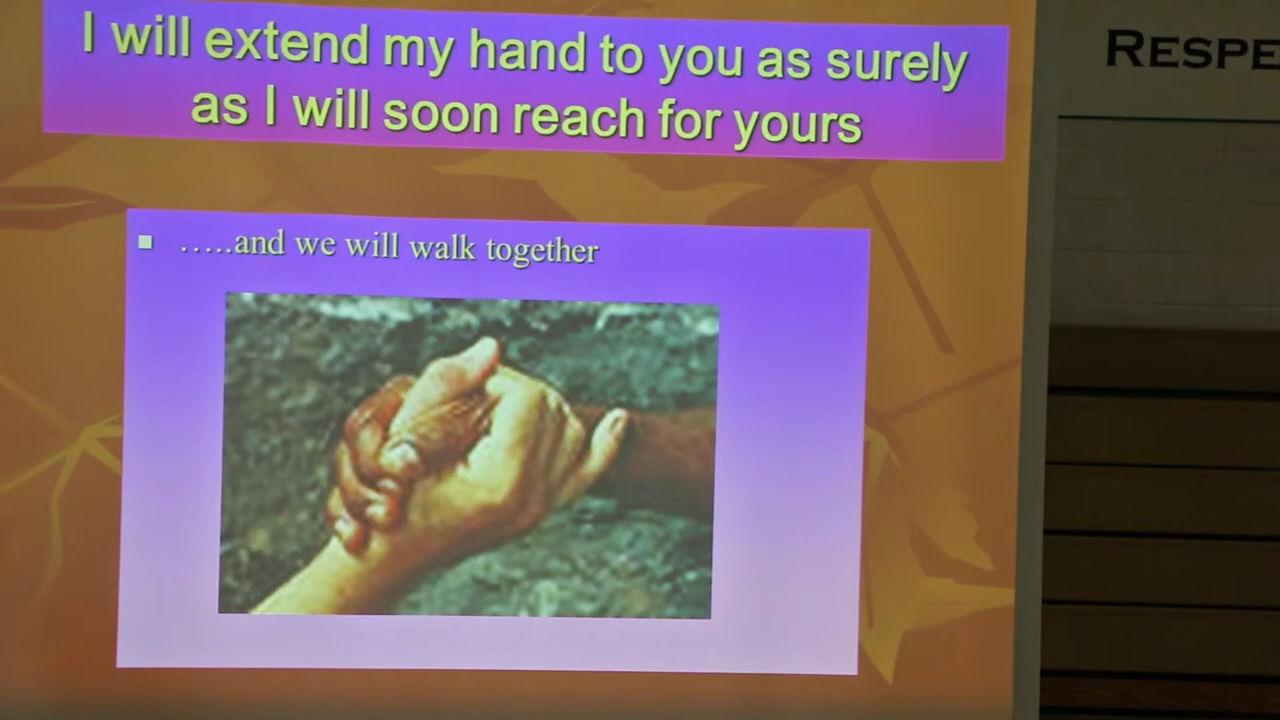 I will extend my hand to you as surely
as I will soon reach for yours
.....and we will walk together